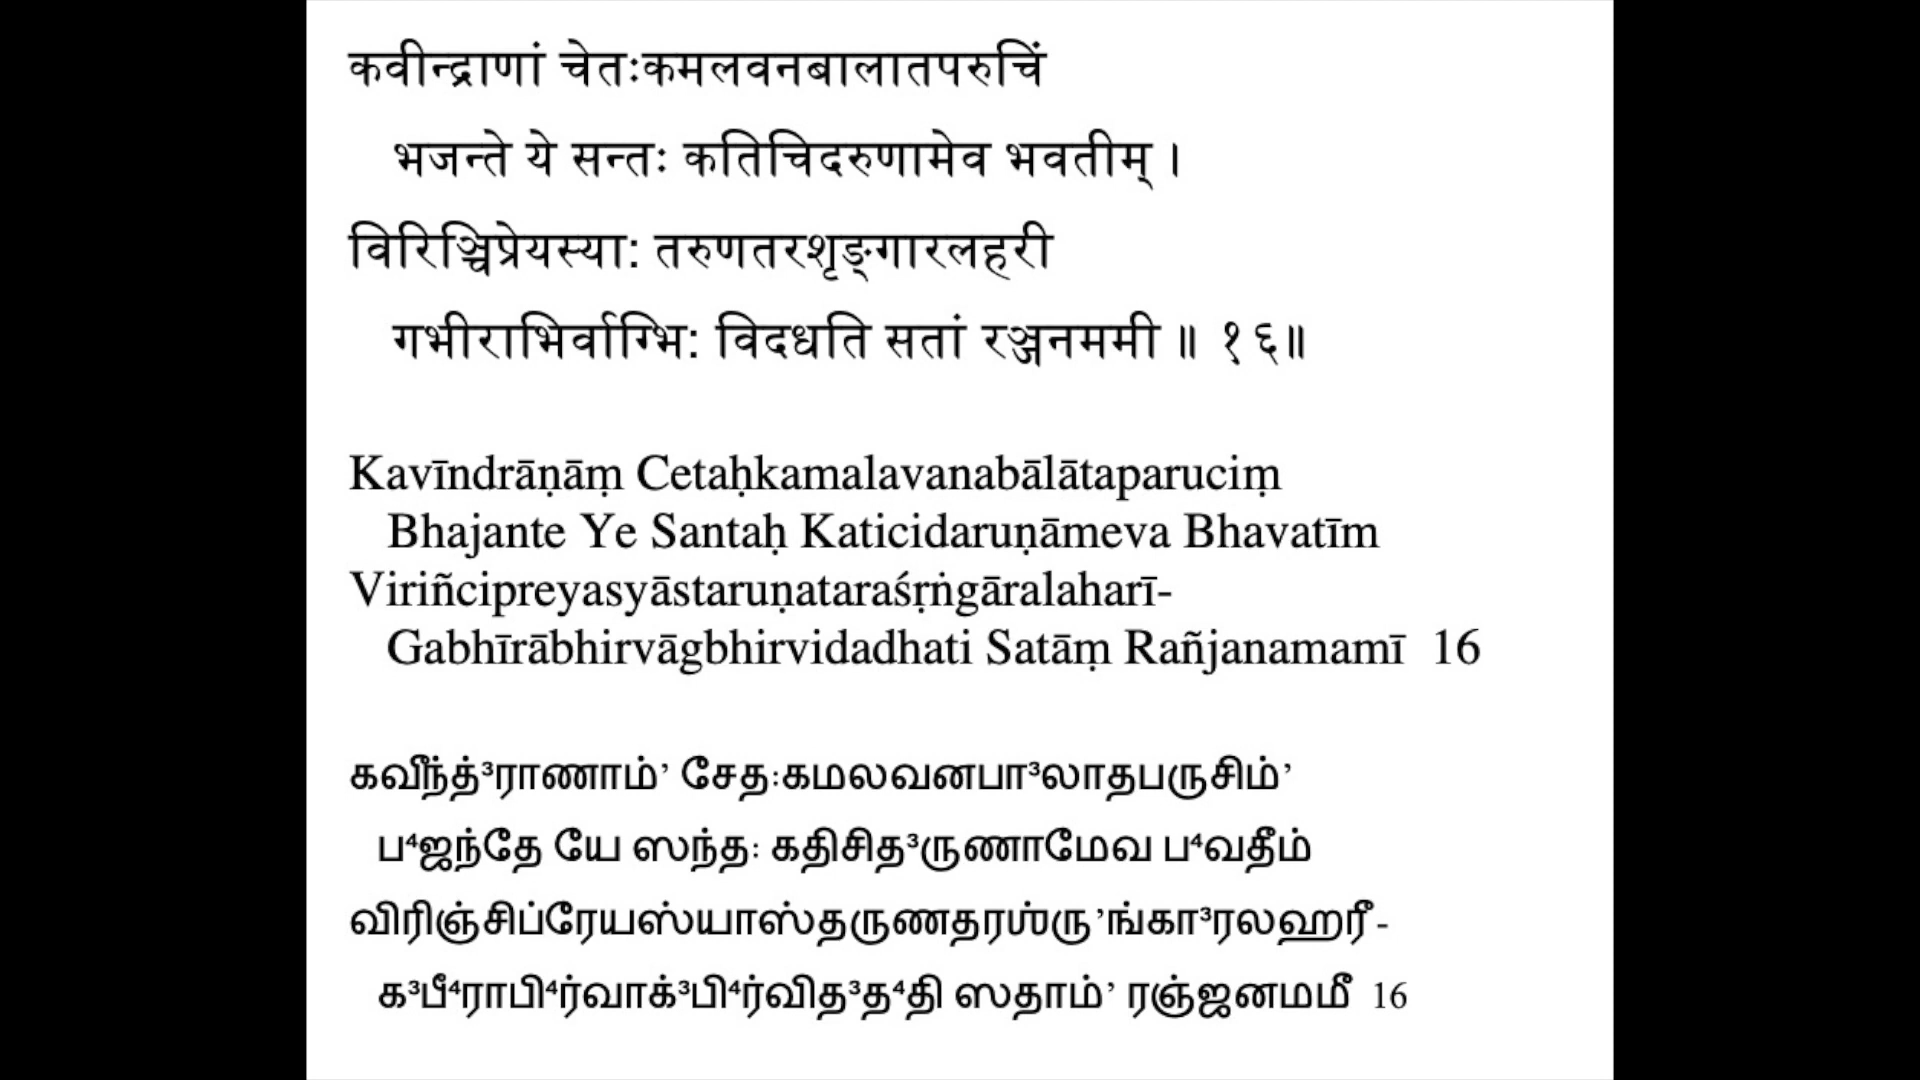 कवीन्द्राणां चेतःकमलवनबालातपरुचिं
भजन्ते ये सन्तः कतिचिदरुणामेव भवतीम् ।
विरिञ्चिप्रेयस्या: तरुणतरशृङ्गारलहरी
गभीराभिर्वाग्भि: विदधति सतां रञ्जनममी ॥ १६॥
Kavīndrāṇāṃ Cetaḥkamalavanabālātaparuciṃ
Bhajante Ye Santaḥ Katicidaruṇāmeva Bhavatīm
Viriñcipreyasyāstaruṇataraśṛṅgāralaharī-
Gabhīrābhirvāgbhirvidadhati Satāṃ Rañjanamamī 16
கவீந்த்³ராணாம்ʼ சேத꞉கமலவனபா³லாதபருசிம்ʼ
ப⁴ஜந்தே யே ஸந்த꞉ கதிசித³ருணாமேவ ப⁴வதீம்
விரிஞ்சிப்ரேயஸ்யாஸ்தருணதரஶ்ருʼங்கா³ரலஹரீ-
க³பீ⁴ராபி⁴ர்வாக்³பி⁴ர்வித³த⁴தி ஸதாம்ʼ ரஞ்ஜனமமீ 16